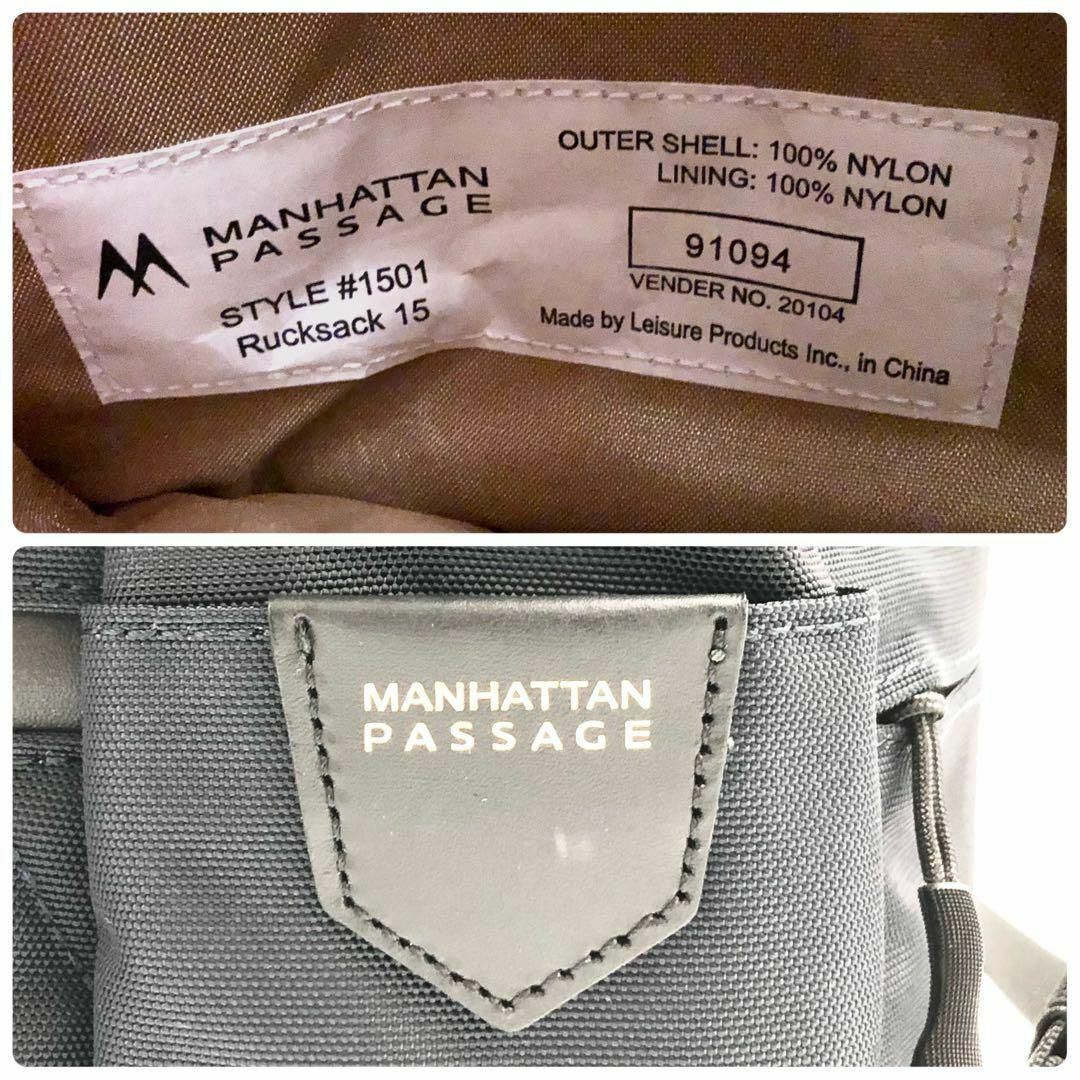 MANHATTAN
PASSAGE
STYLE #1501
Rucksack 15
OUTER SHELL: 100% NYLON
LINING: 100% NYLON
91094
VENDER NO. 20104
Made by Leisure Products Inc., in China
MANHATTAN
PASSAGE